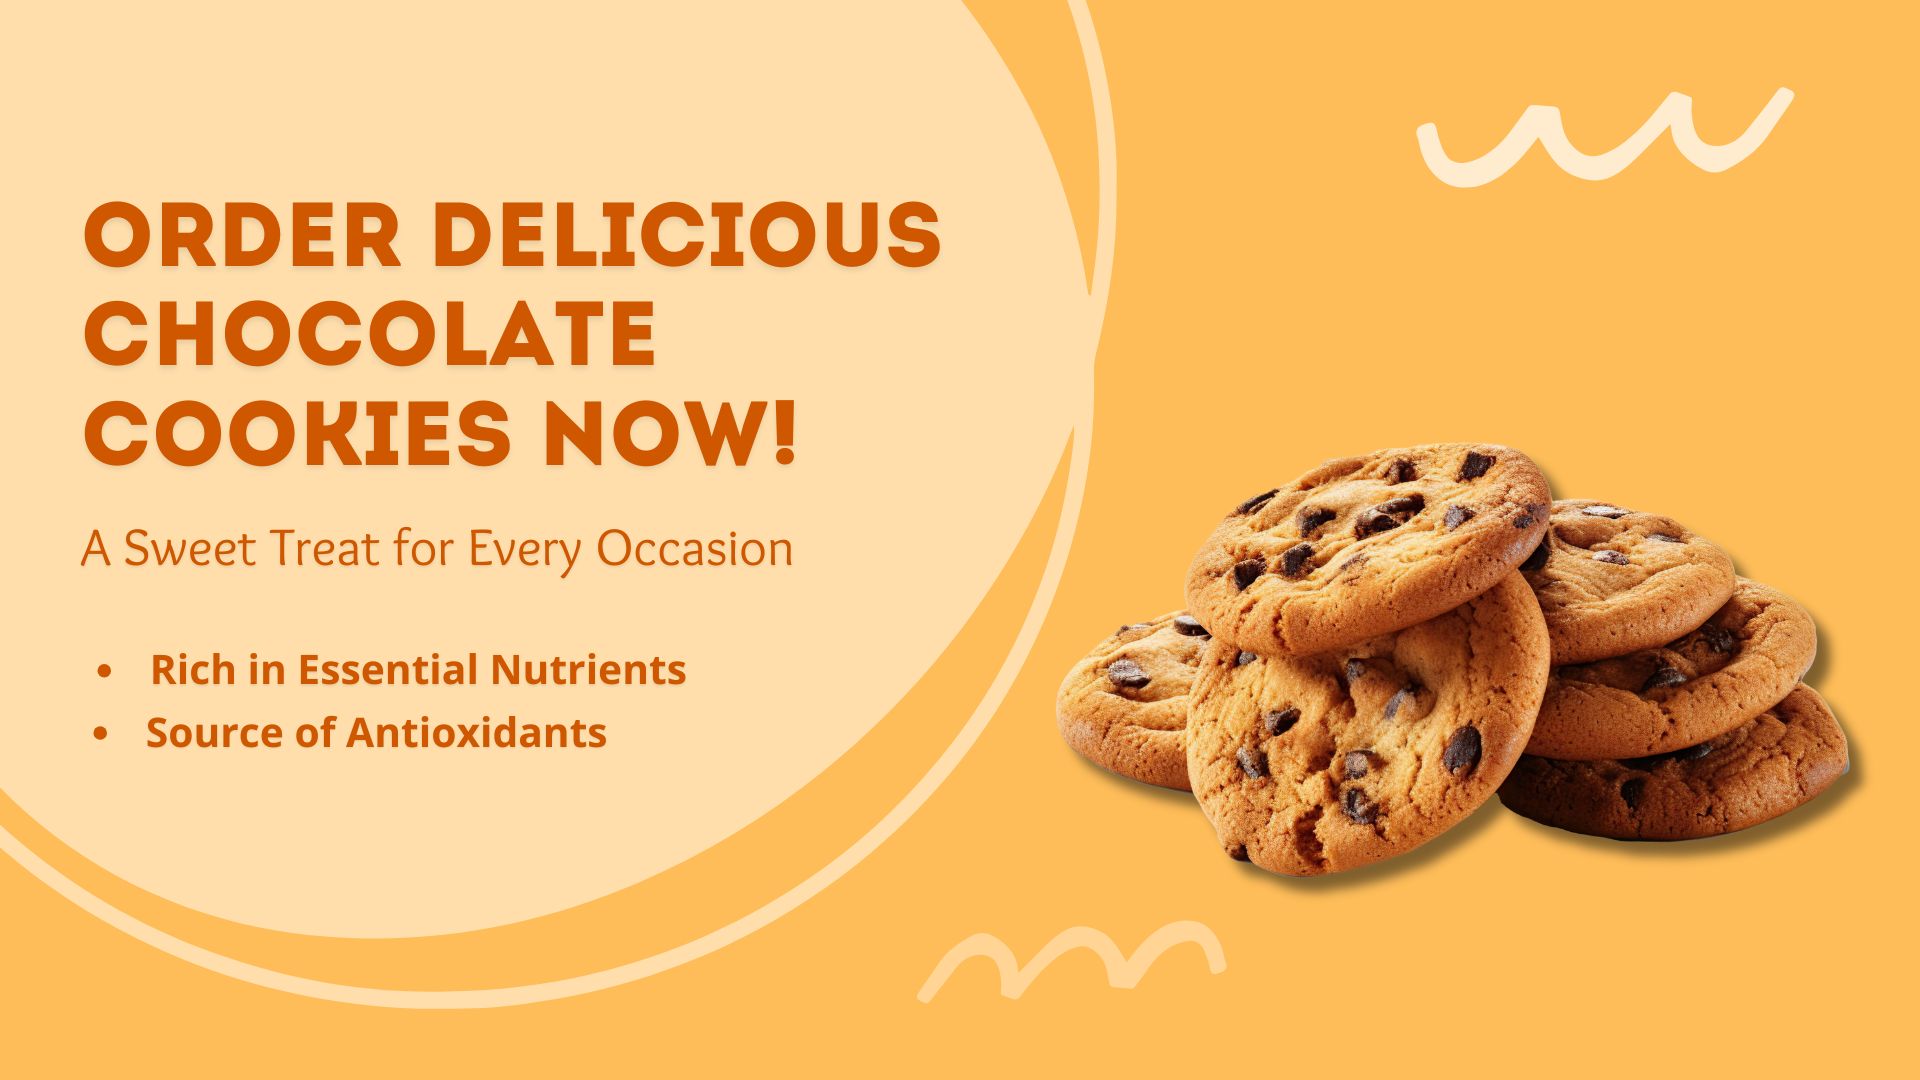 ORDER DELICIOUS
CHOCOLATE
COOKIES NOW!
A Sweet Treat for Every Occasion
• Rich in Essential Nutrients
• Source of Antioxidants